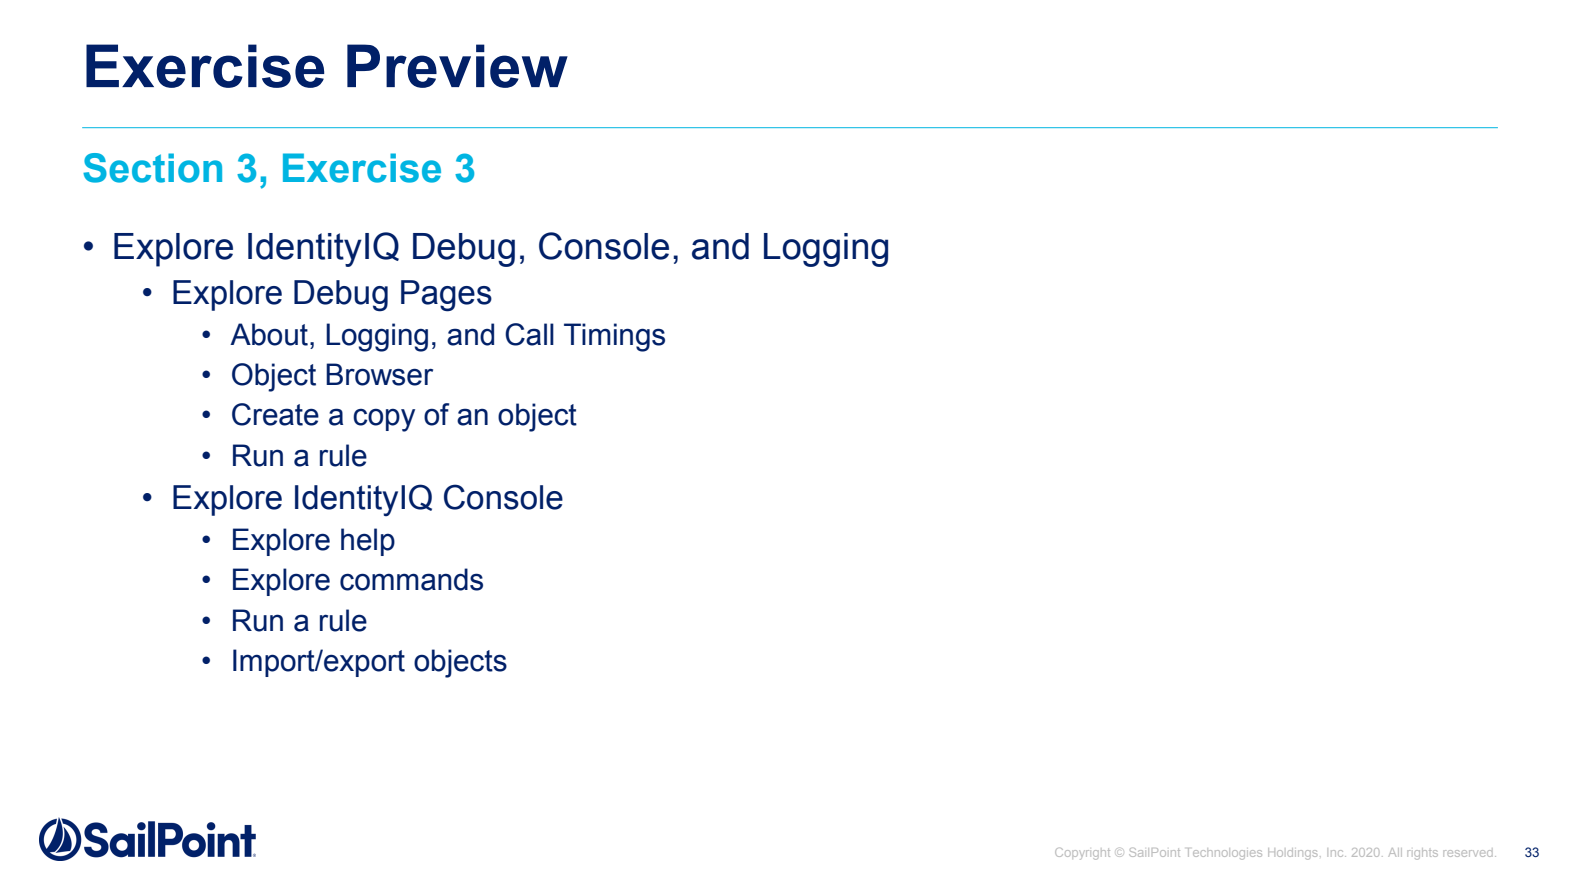 Exercise Preview
Section 3, Exercise 3
• Explore IdentityIQ Debug, Console, and Logging
• Explore Debug Pages
• About, Logging, and Call Timings
• Object Browser
• Create a copy of an object
• Run a rule
• Explore IdentityIQ Console
• Explore help
• Explore commands
• Run a rule
• Import/export objects
SailPoint
Copyright © SailPoint Technologies Holdings, Inc. 2020. All rights reserved. 33